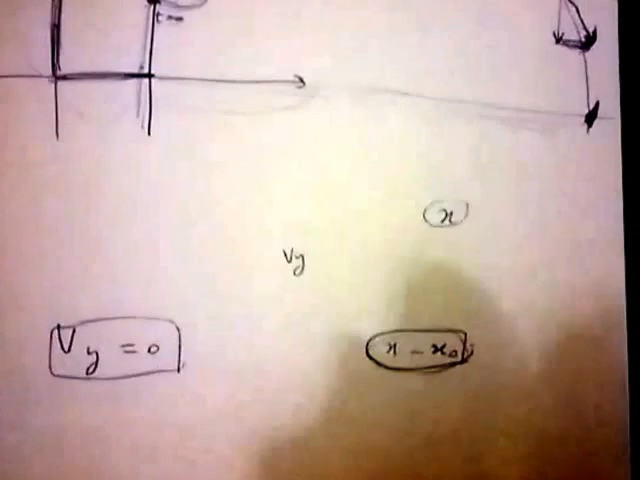 x
Vy
Vy = 0
x - x₀